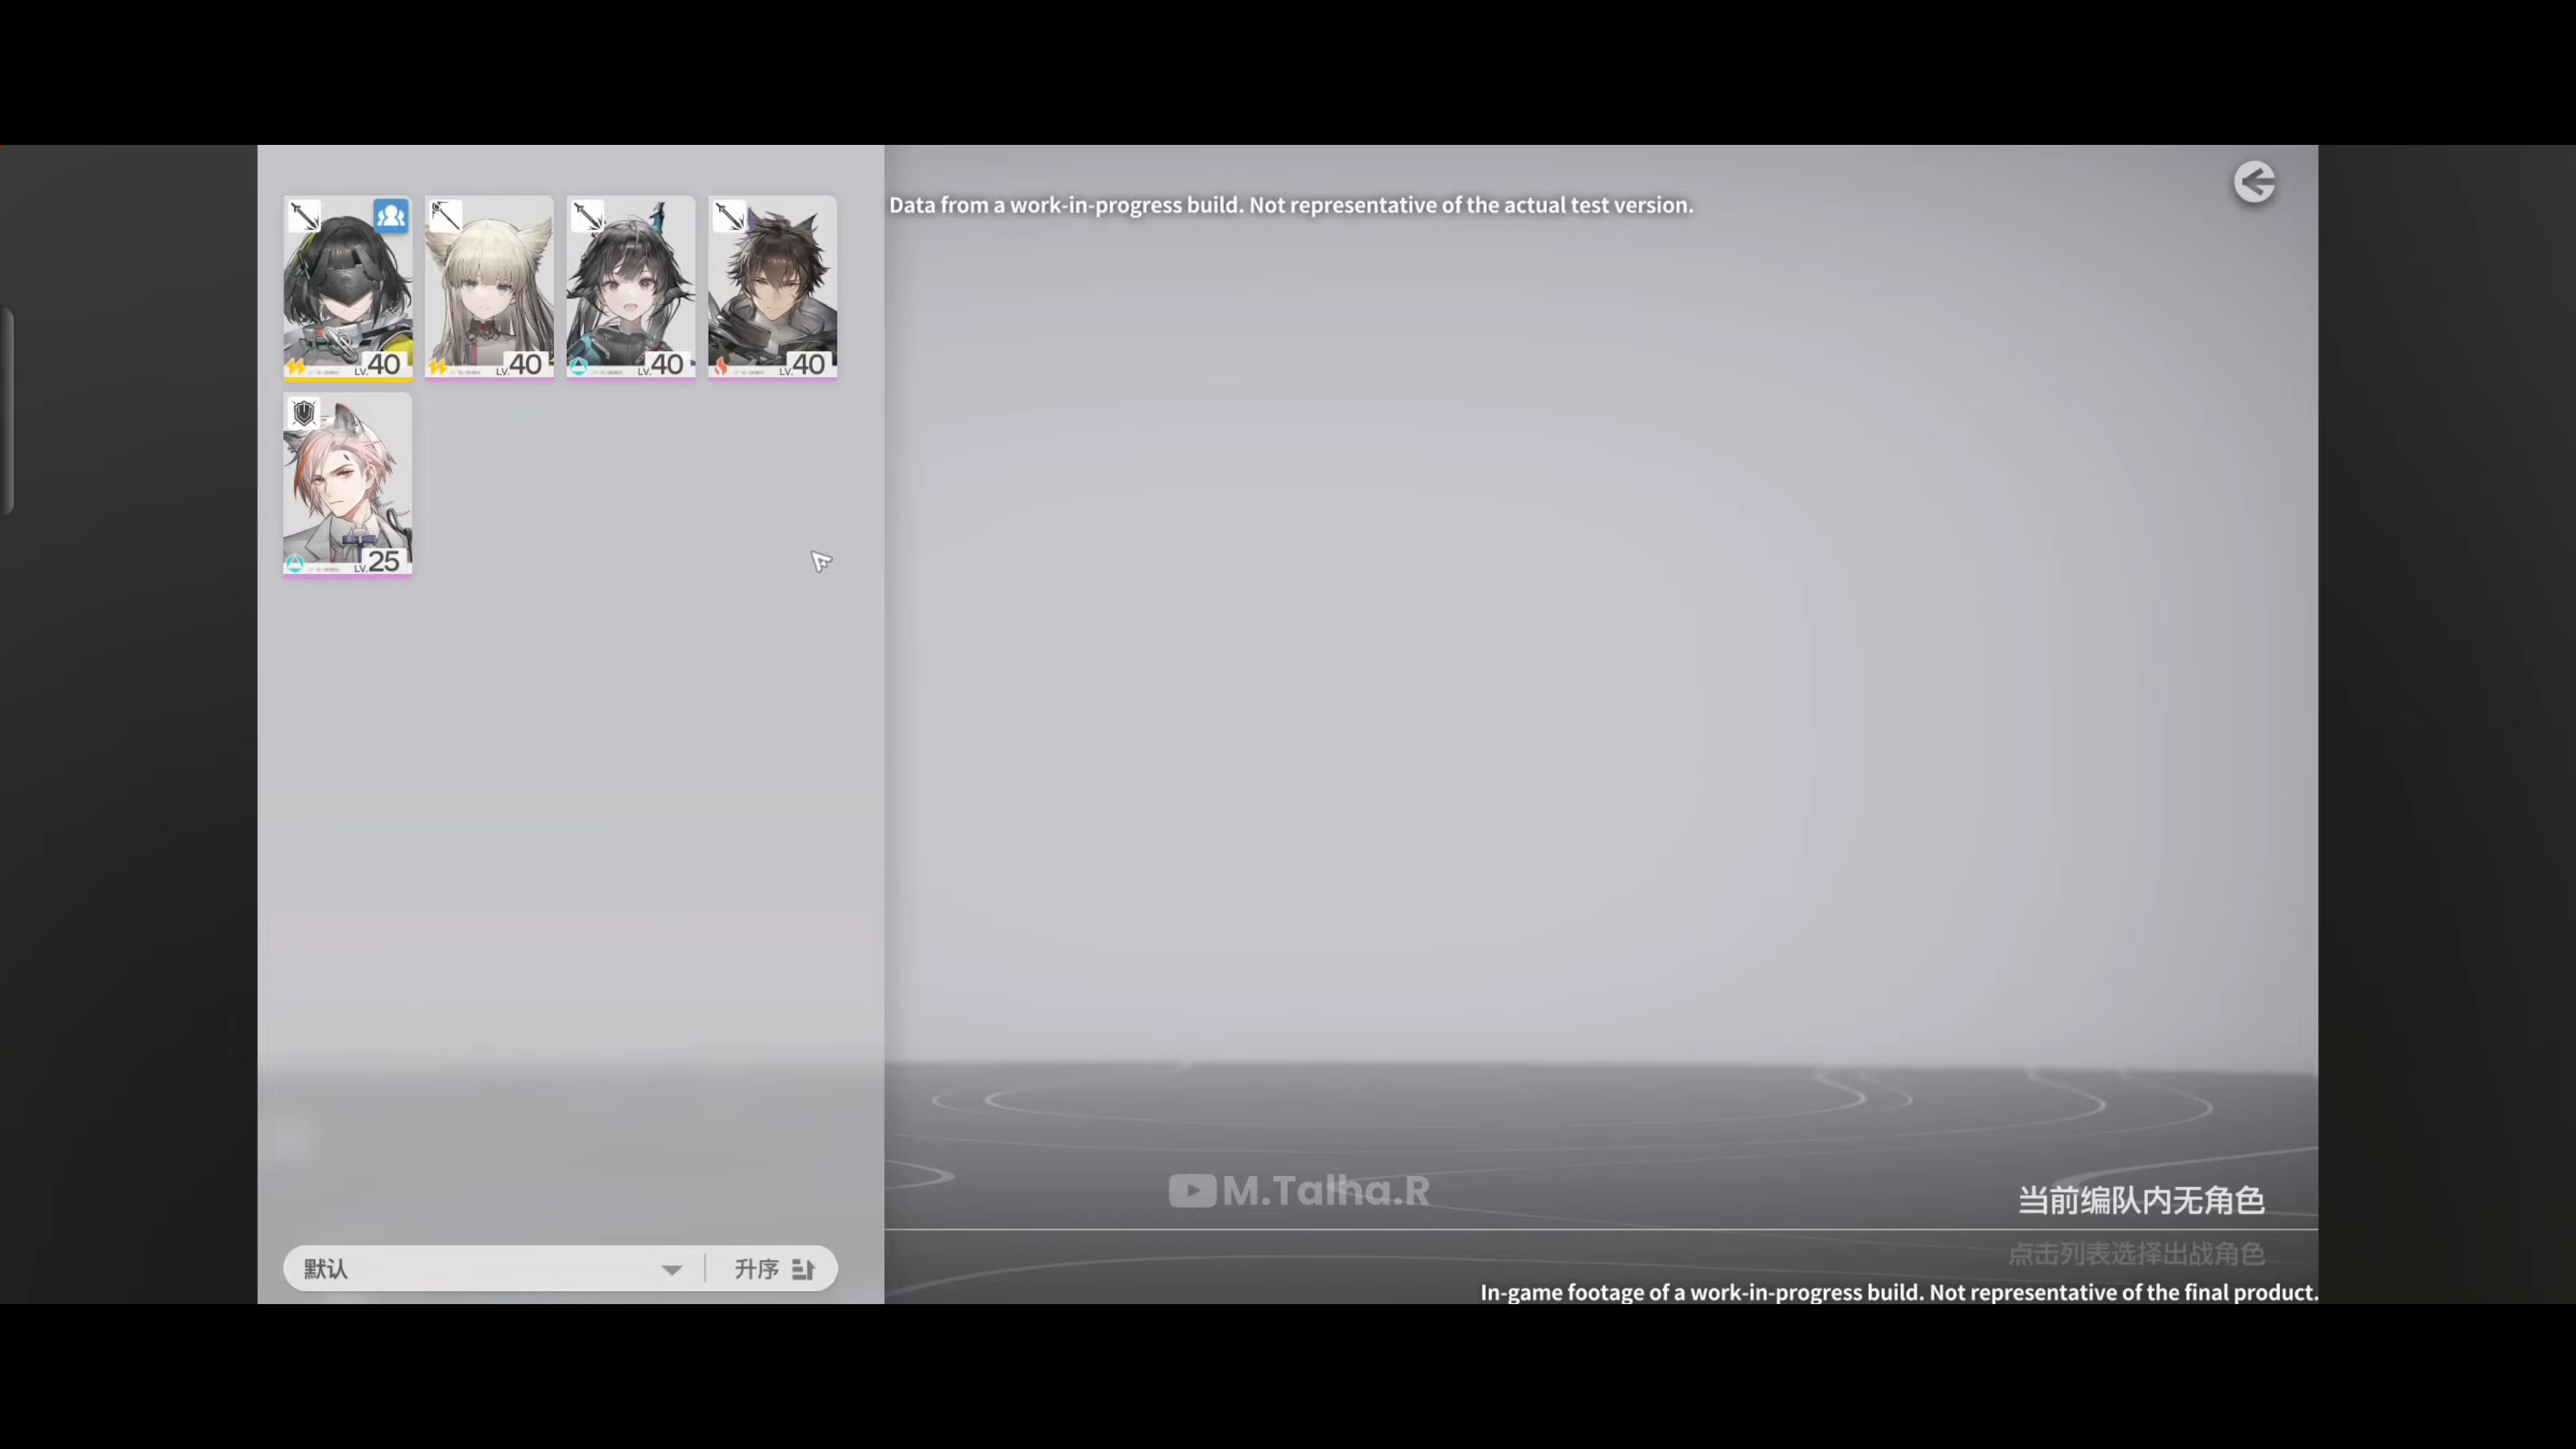 Data from a work-in-progress build. Not representative of the actual test version.
LV.40
LV.40
LV.40
LV.40
LV.25
M.Talha.R
当前编队内无角色
点击列表选择出战角色
默认
升序
In-game footage of a work-in-progress build. Not representative of the final product.